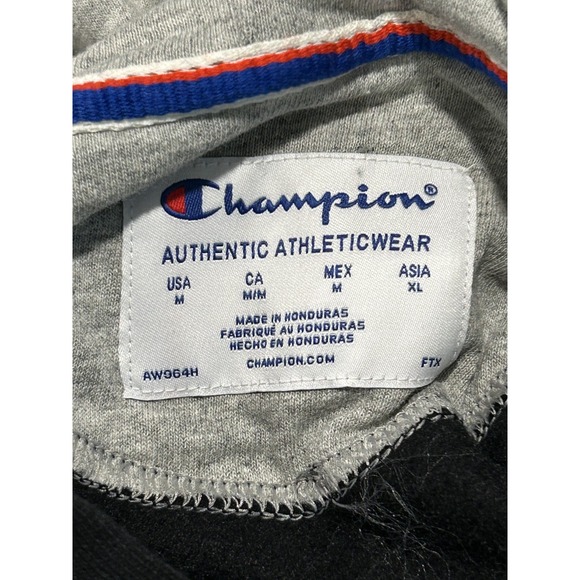 Champion®
AUTHENTIC ATHLETICWEAR
USA CA MEX ASIA
M M/M M XL
MADE IN HONDURAS
FABRIQUÉ AU HONDURAS
HECHO EN HONDURAS
AW964H CHAMPION.COM FTX